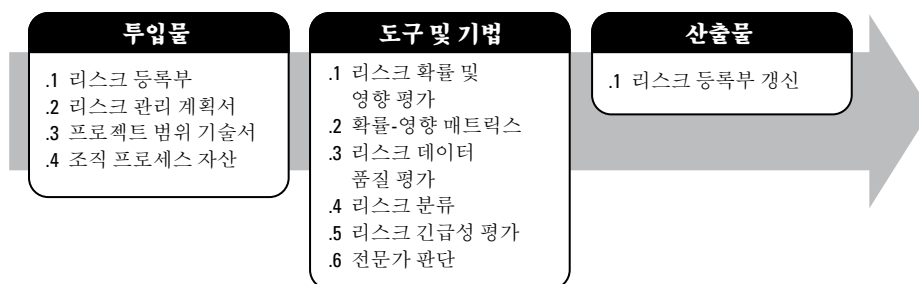 투입물
.1 리스크 등록부
.2 리스크 관리 계획서
.3 프로젝트 범위 기술서
.4 조직 프로세스 자산
도구 및 기법
.1 리스크 확률 및
영향 평가
.2 확률-영향 매트릭스
.3 리스크 데이터
품질 평가
.4 리스크 분류
.5 리스크 긴급성 평가
.6 전문가 판단
산출물
.1 리스크 등록부 갱신